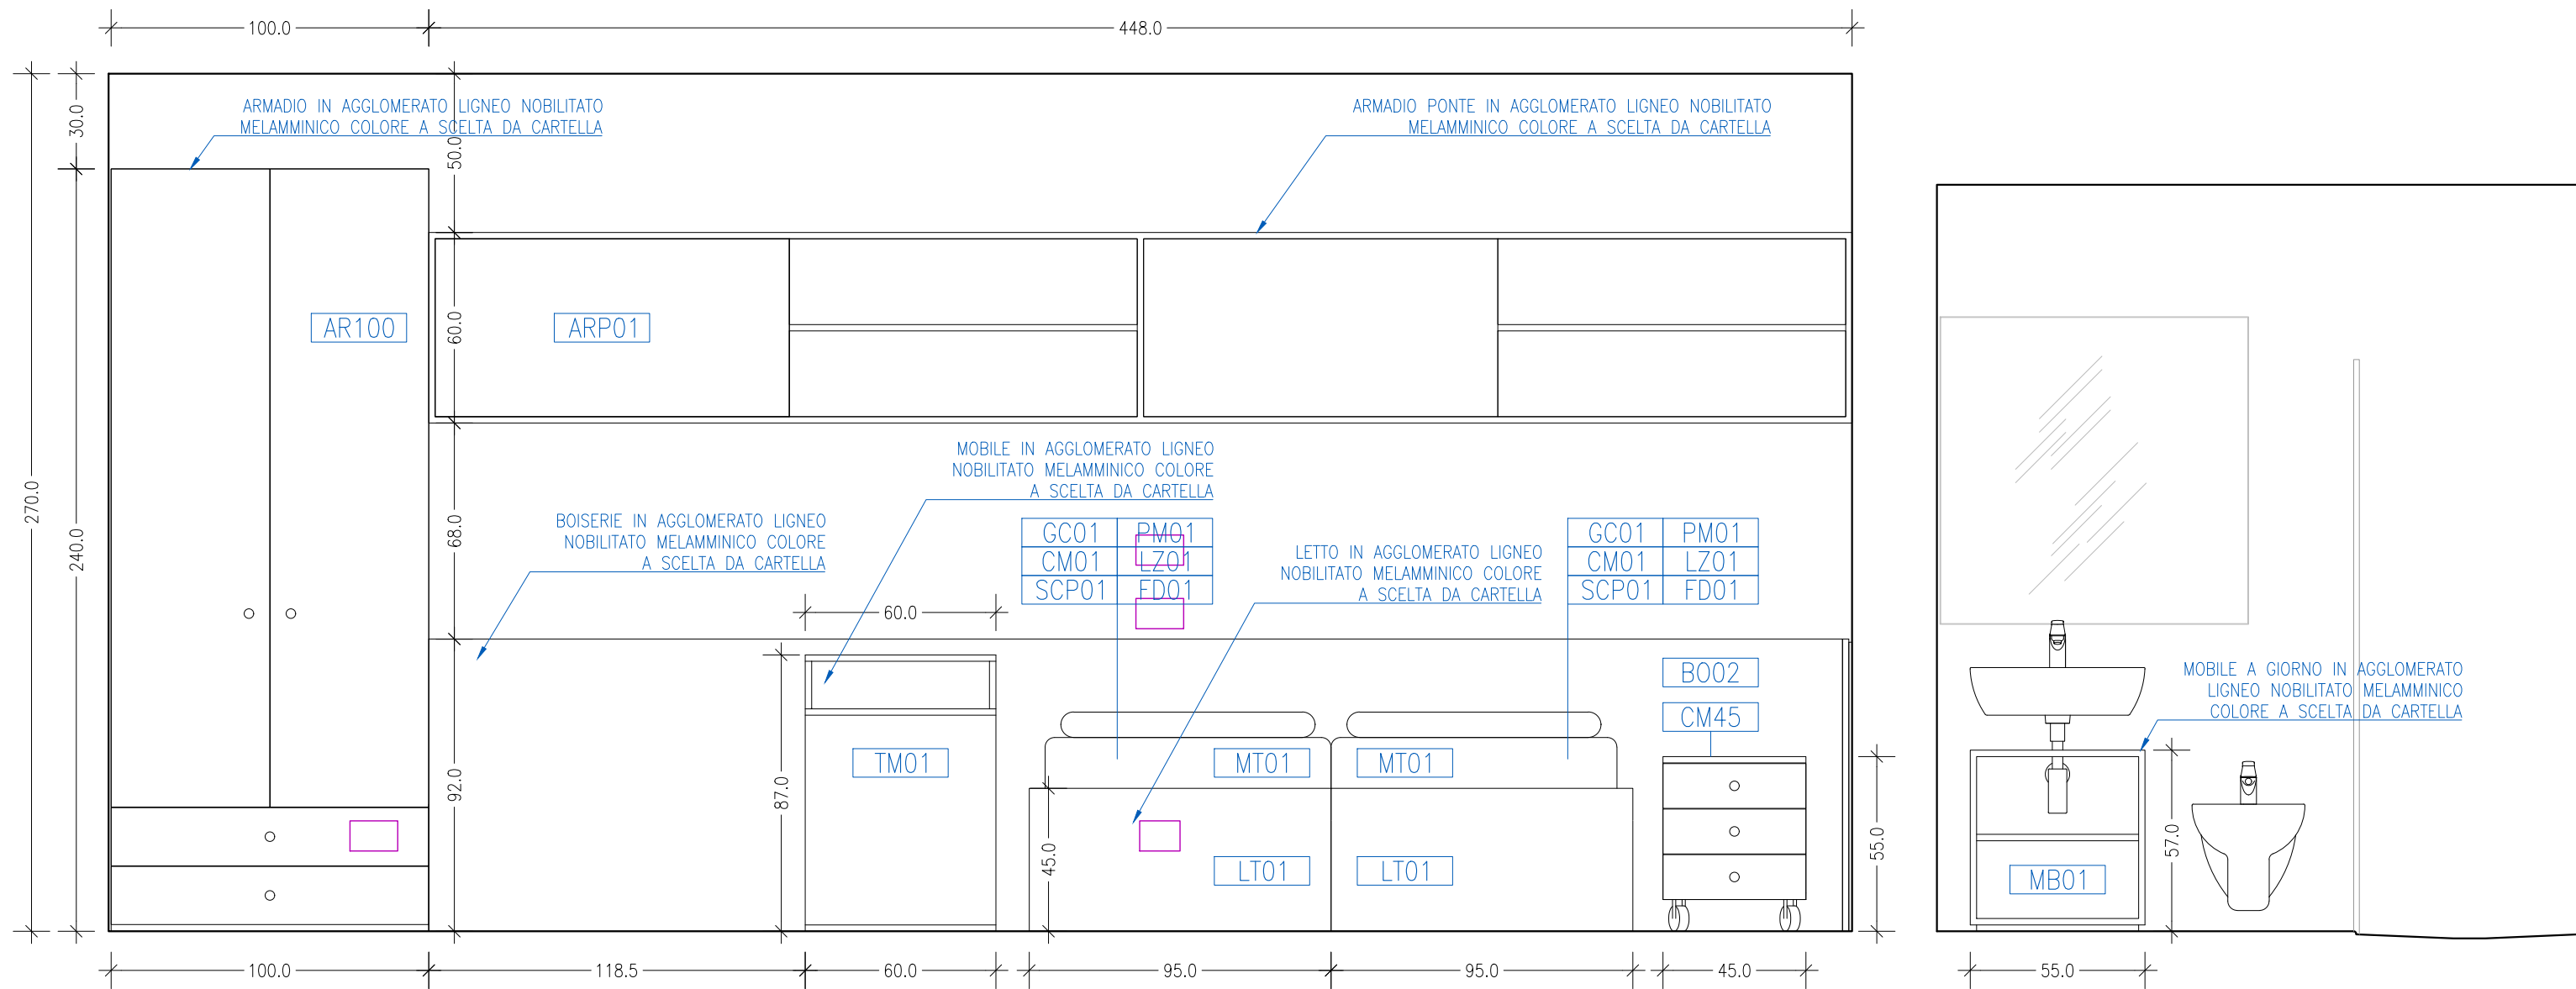 100.0
448.0
270.0
30.0
240.0
50.0
60.0
68.0
92.0
ARMADIO IN AGGLOMERATO LIGNEO NOBILITATO
MELAMMINICO COLORE A SCELTA DA CARTELLA
ARMADIO PONTE IN AGGLOMERATO LIGNEO NOBILITATO
MELAMMINICO COLORE A SCELTA DA CARTELLA
AR100
ARP01
MOBILE IN AGGLOMERATO LIGNEO
NOBILITATO MELAMMINICO COLORE
A SCELTA DA CARTELLA
BOISERIE IN AGGLOMERATO LIGNEO
NOBILITATO MELAMMINICO COLORE
A SCELTA DA CARTELLA
GC01 PM01
CM01 LZ01
SCP01 FD01
LETTO IN AGGLOMERATO LIGNEO
NOBILITATO MELAMMINICO COLORE
A SCELTA DA CARTELLA
GC01 PM01
CM01 LZ01
SCP01 FD01
60.0
87.0
TM01
MT01
MT01
BO02
CM45
45.0
LT01
LT01
55.0
MOBILE A GIORNO IN AGGLOMERATO
LIGNEO NOBILITATO MELAMMINICO
COLORE A SCELTA DA CARTELLA
57.0
MB01
100.0
118.5
60.0
95.0
95.0
45.0
55.0